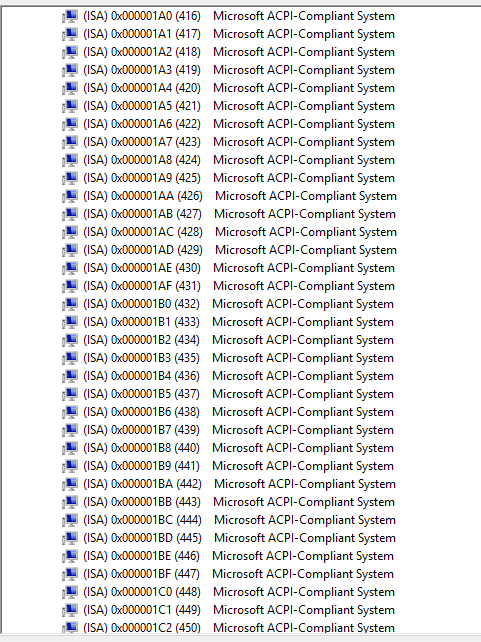 (ISA) 0x000001A0 (416) Microsoft ACPI-Compliant System
(ISA) 0x000001A1 (417) Microsoft ACPI-Compliant System
(ISA) 0x000001A2 (418) Microsoft ACPI-Compliant System
(ISA) 0x000001A3 (419) Microsoft ACPI-Compliant System
(ISA) 0x000001A4 (420) Microsoft ACPI-Compliant System
(ISA) 0x000001A5 (421) Microsoft ACPI-Compliant System
(ISA) 0x000001A6 (422) Microsoft ACPI-Compliant System
(ISA) 0x000001A7 (423) Microsoft ACPI-Compliant System
(ISA) 0x000001A8 (424) Microsoft ACPI-Compliant System
(ISA) 0x000001A9 (425) Microsoft ACPI-Compliant System
(ISA) 0x000001AA (426) Microsoft ACPI-Compliant System
(ISA) 0x000001AB (427) Microsoft ACPI-Compliant System
(ISA) 0x000001AC (428) Microsoft ACPI-Compliant System
(ISA) 0x000001AD (429) Microsoft ACPI-Compliant System
(ISA) 0x000001AE (430) Microsoft ACPI-Compliant System
(ISA) 0x000001AF (431) Microsoft ACPI-Compliant System
(ISA) 0x000001B0 (432) Microsoft ACPI-Compliant System
(ISA) 0x000001B1 (433) Microsoft ACPI-Compliant System
(ISA) 0x000001B2 (434) Microsoft ACPI-Compliant System
(ISA) 0x000001B3 (435) Microsoft ACPI-Compliant System
(ISA) 0x000001B4 (436) Microsoft ACPI-Compliant System
(ISA) 0x000001B5 (437) Microsoft ACPI-Compliant System
(ISA) 0x000001B6 (438) Microsoft ACPI-Compliant System
(ISA) 0x000001B7 (439) Microsoft ACPI-Compliant System
(ISA) 0x000001B8 (440) Microsoft ACPI-Compliant System
(ISA) 0x000001B9 (441) Microsoft ACPI-Compliant System
(ISA) 0x000001BA (442) Microsoft ACPI-Compliant System
(ISA) 0x000001BB (443) Microsoft ACPI-Compliant System
(ISA) 0x000001BC (444) Microsoft ACPI-Compliant System
(ISA) 0x000001BD (445) Microsoft ACPI-Compliant System
(ISA) 0x000001BE (446) Microsoft ACPI-Compliant System
(ISA) 0x000001BF (447) Microsoft ACPI-Compliant System
(ISA) 0x000001C0 (448) Microsoft ACPI-Compliant System
(ISA) 0x000001C1 (449) Microsoft ACPI-Compliant System
(ISA) 0x000001C2 (450) Microsoft ACPI-Compliant System